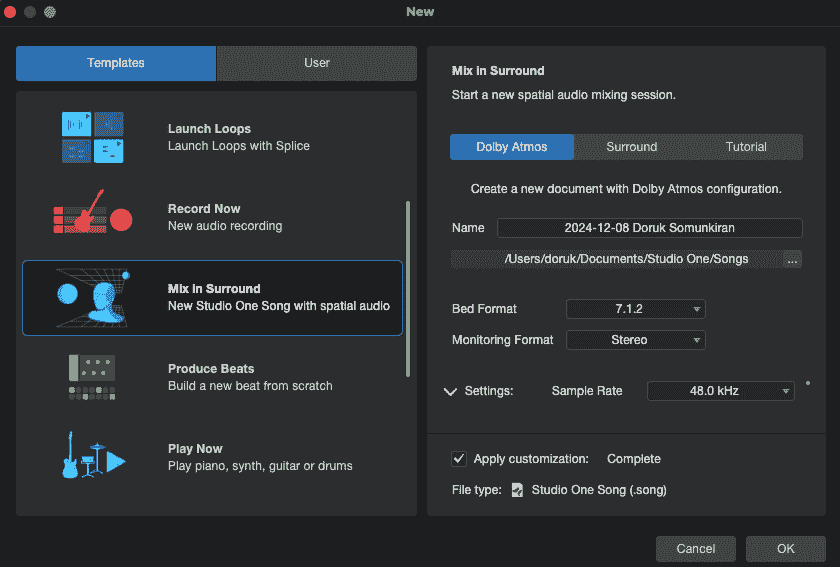 New
Templates
User
Launch Loops
Launch Loops with Splice
Record Now
New audio recording
Mix in Surround
New Studio One Song with spatial audio
Produce Beats
Build a new beat from scratch
Play Now
Play piano, synth, guitar or drums
Mix in Surround
Start a new spatial audio mixing session.
Dolby Atmos
Surround
Tutorial
Create a new document with Dolby Atmos configuration.
Name 2024-12-08 Doruk Somunkiran
/Users/doruk/Documents/Studio One/Songs ...
Bed Format 7.1.2
Monitoring Format Stereo
Settings: Sample Rate 48.0 kHz
Apply customization: Complete
File type: Studio One Song (.song)
Cancel
OK